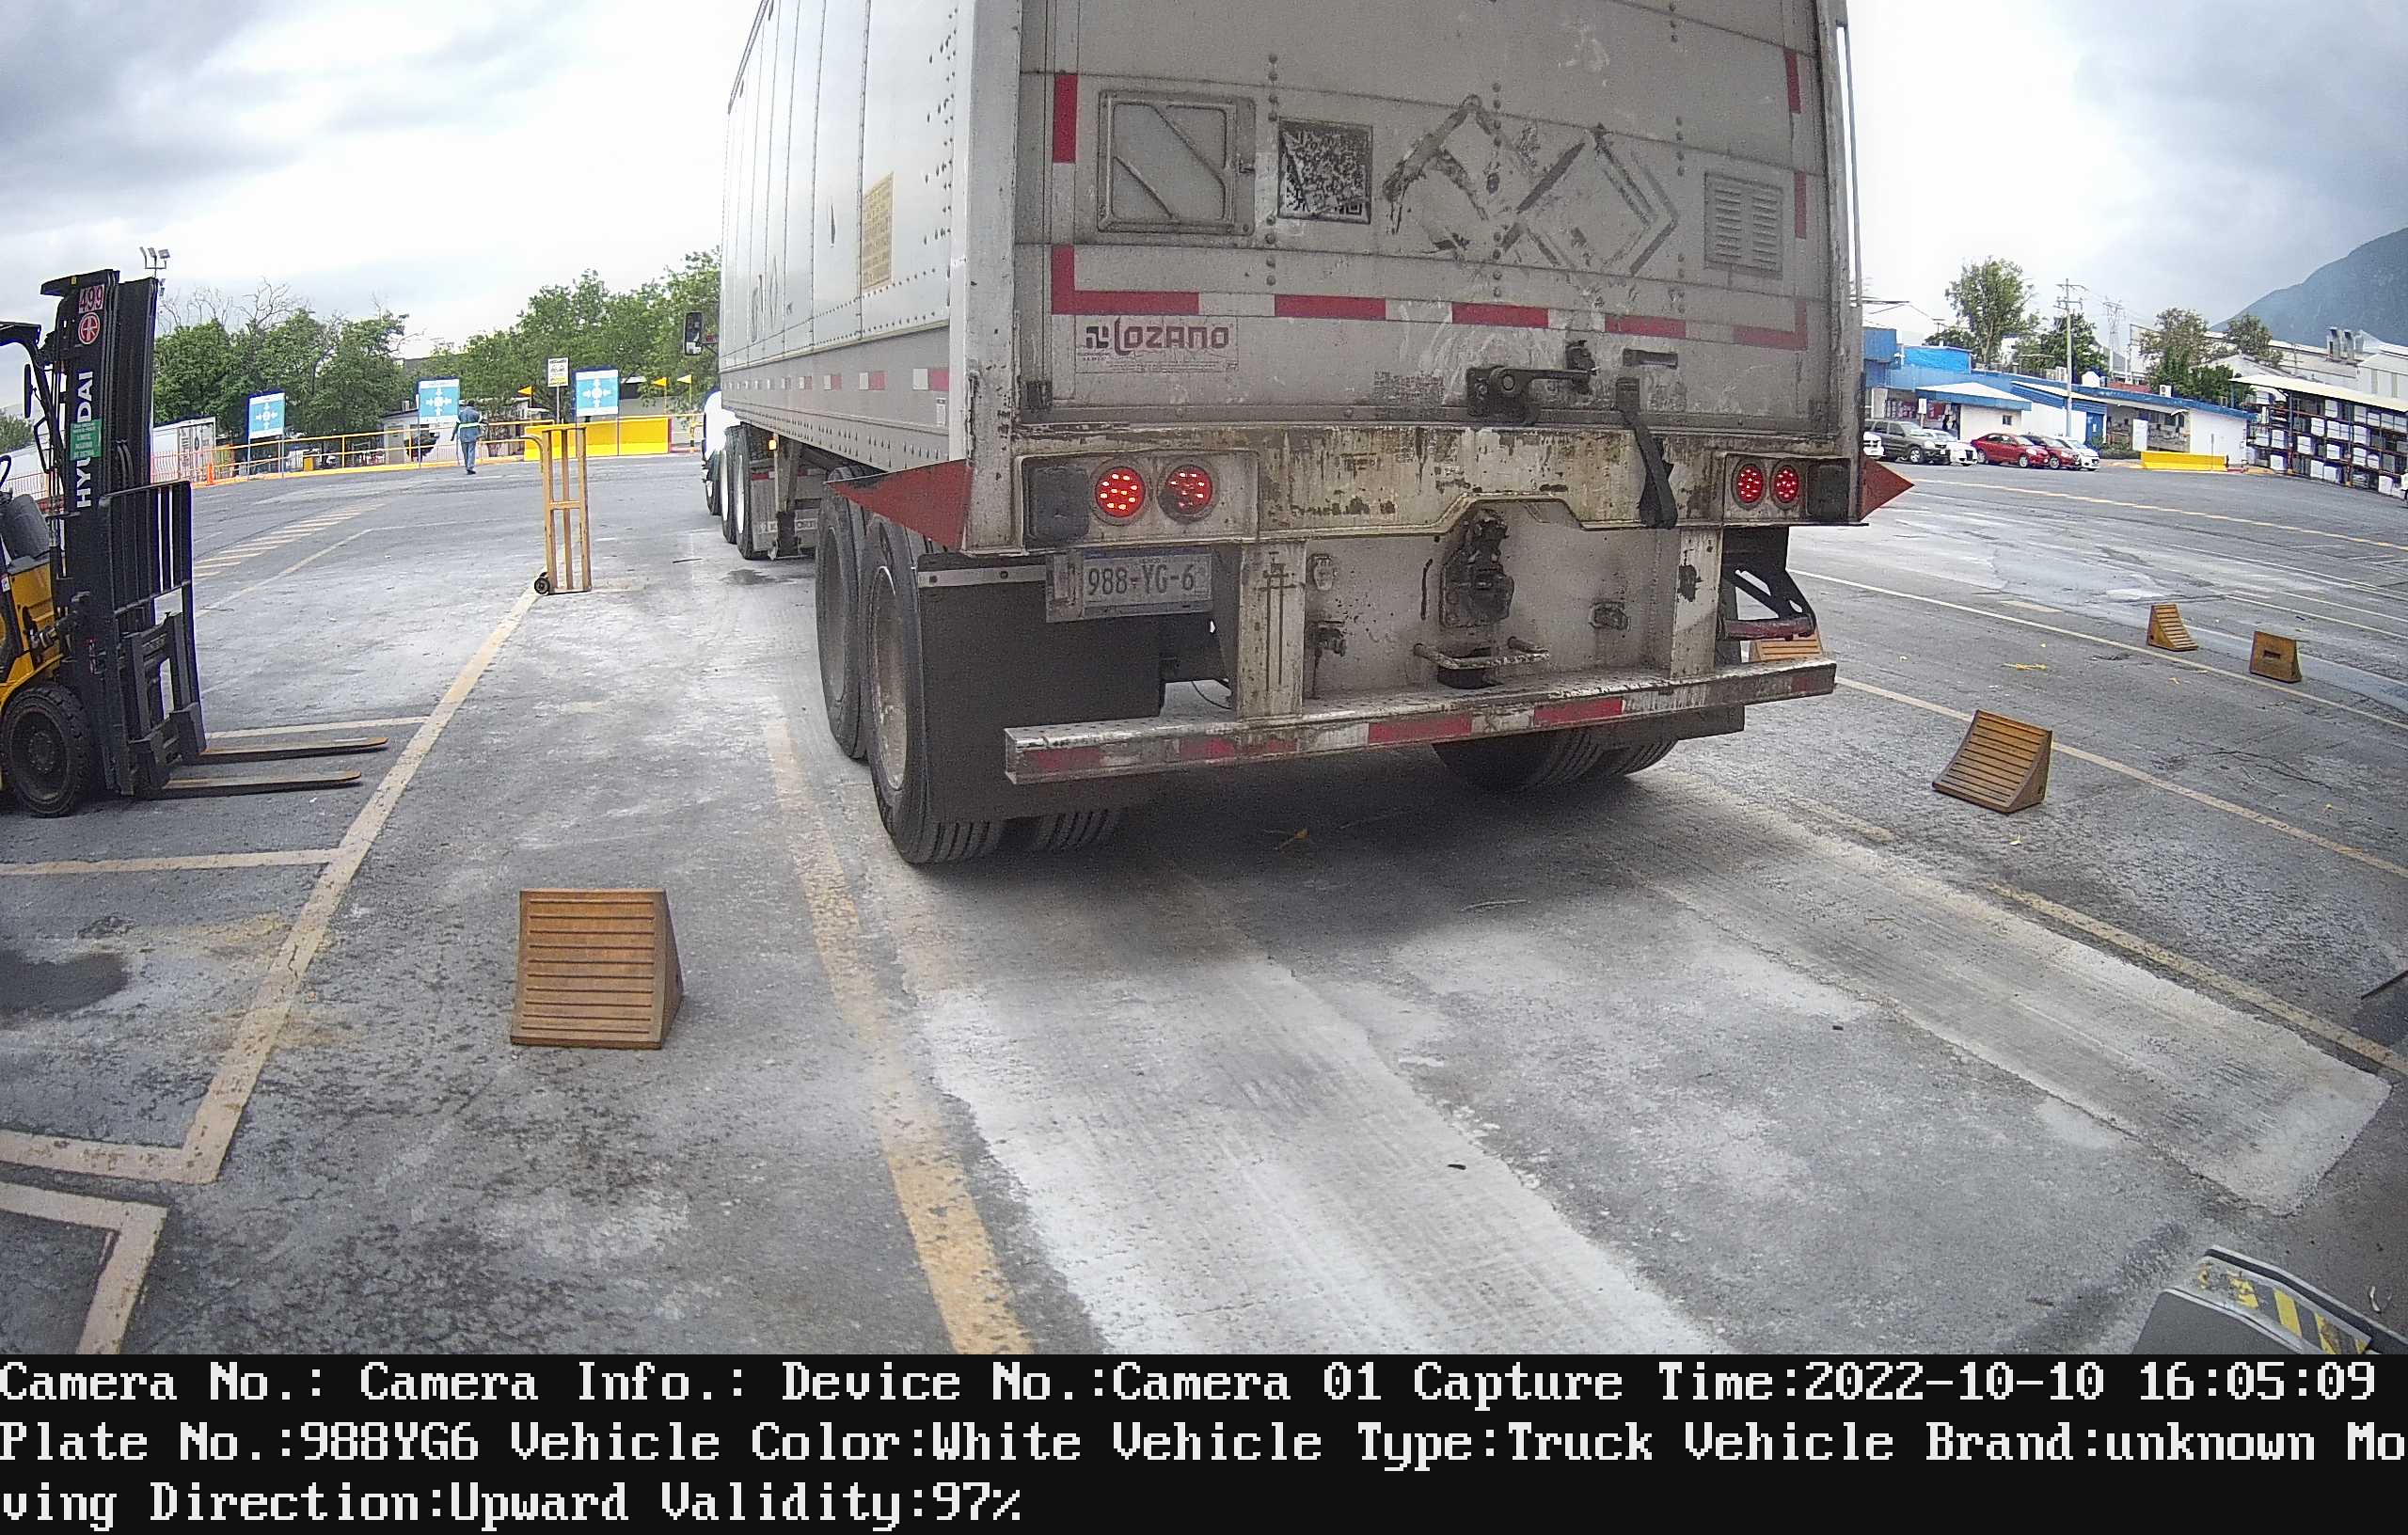 499
HYUNDAI
LOZANO
988-YG-6
Camera No.: Camera Info.: Device No.:Camera 01 Capture Time:2022-10-10 16:05:09
Plate No.:988YG6 Vehicle Color:White Vehicle Type:Truck Vehicle Brand:unknown Mo
ving Direction:Upward Validity:97%